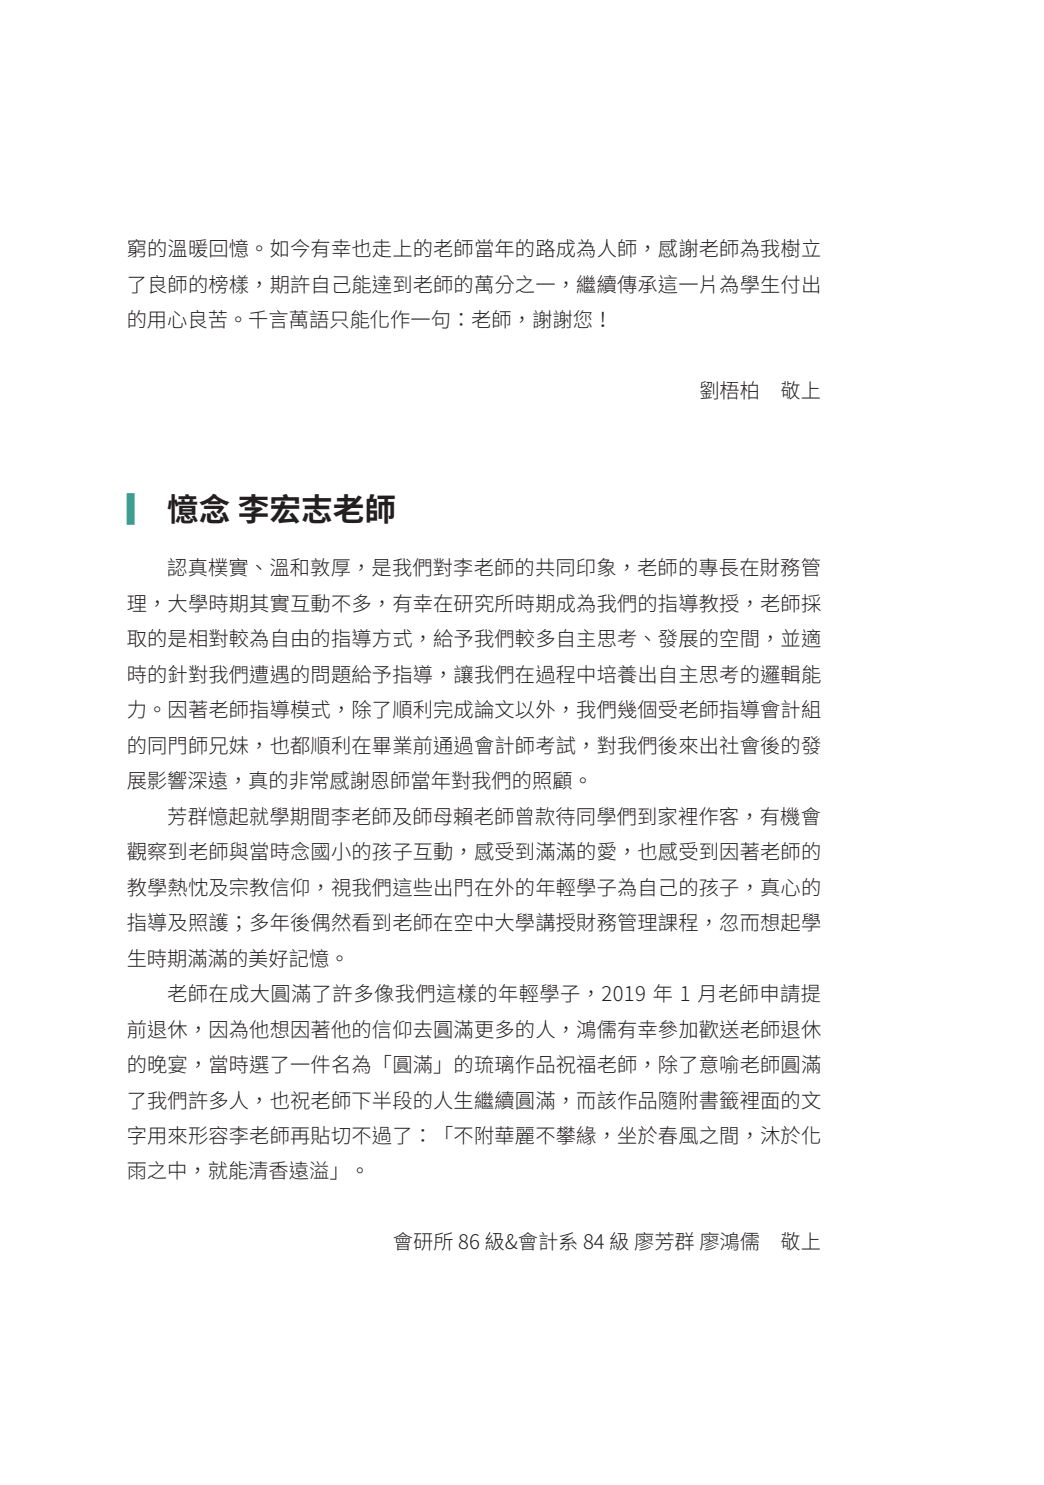 窮的溫暖回憶。如今有幸也走上的老師當年的路成為人師，感謝老師為我樹立
了良師的榜樣，期許自己能達到老師的萬分之一，繼續傳承這一片為學生付出
的用心良苦。千言萬語只能化作一句：老師，謝謝您！
劉梧柏　敬上
憶念 李宏志老師
認真樸實、溫和敦厚，是我們對李老師的共同印象，老師的專長在財務管
理，大學時期其實互動不多，有幸在研究所時期成為我們的指導教授，老師採
取的是相對較為自由的指導方式，給予我們較多自主思考、發展的空間，並適
時的針對我們遭遇的問題給予指導，讓我們在過程中培養出自主思考的邏輯能
力。因著老師指導模式，除了順利完成論文以外，我們幾個受老師指導會計組
的同門師兄妹，也都順利在畢業前通過會計師考試，對我們後來出社會後的發
展影響深遠，真的非常感謝恩師當年對我們的照顧。
芳群憶起就學期間李老師及師母賴老師曾款待同學們到家裡作客，有機會
觀察到老師與當時念國小的孩子互動，感受到滿滿的愛，也感受到因著老師的
教學熱忱及宗教信仰，視我們這些出門在外的年輕學子為自己的孩子，真心的
指導及照護；多年後偶然看到老師在空中大學講授財務管理課程，忽而想起學
生時期滿滿的美好記憶。
老師在成大圓滿了許多像我們這樣的年輕學子，2019 年 1 月老師申請提
前退休，因為他想因著他的信仰去圓滿更多的人，鴻儒有幸參加歡送老師退休
的晚宴，當時選了一件名為「圓滿」的琉璃作品祝福老師，除了意喻老師圓滿
了我們許多人，也祝老師下半段的人生繼續圓滿，而該作品隨附書籤裡面的文
字用來形容李老師再貼切不過了：「不附華麗不攀緣，坐於春風之間，沐於化
雨之中，就能清香遠溢」。
會研所 86 級&會計系 84 級 廖芳群 廖鴻儒　敬上